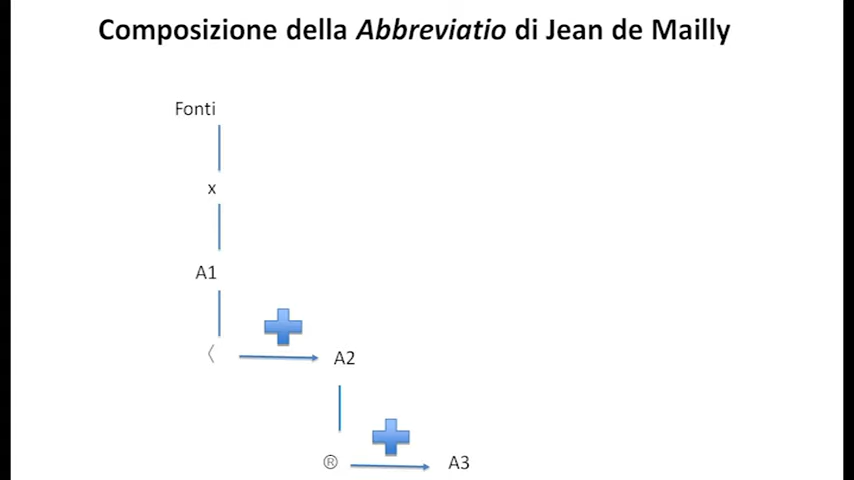 Composizione della Abbreviatio di Jean de Mailly
Fonti
x
A1
〈 A2
® A3